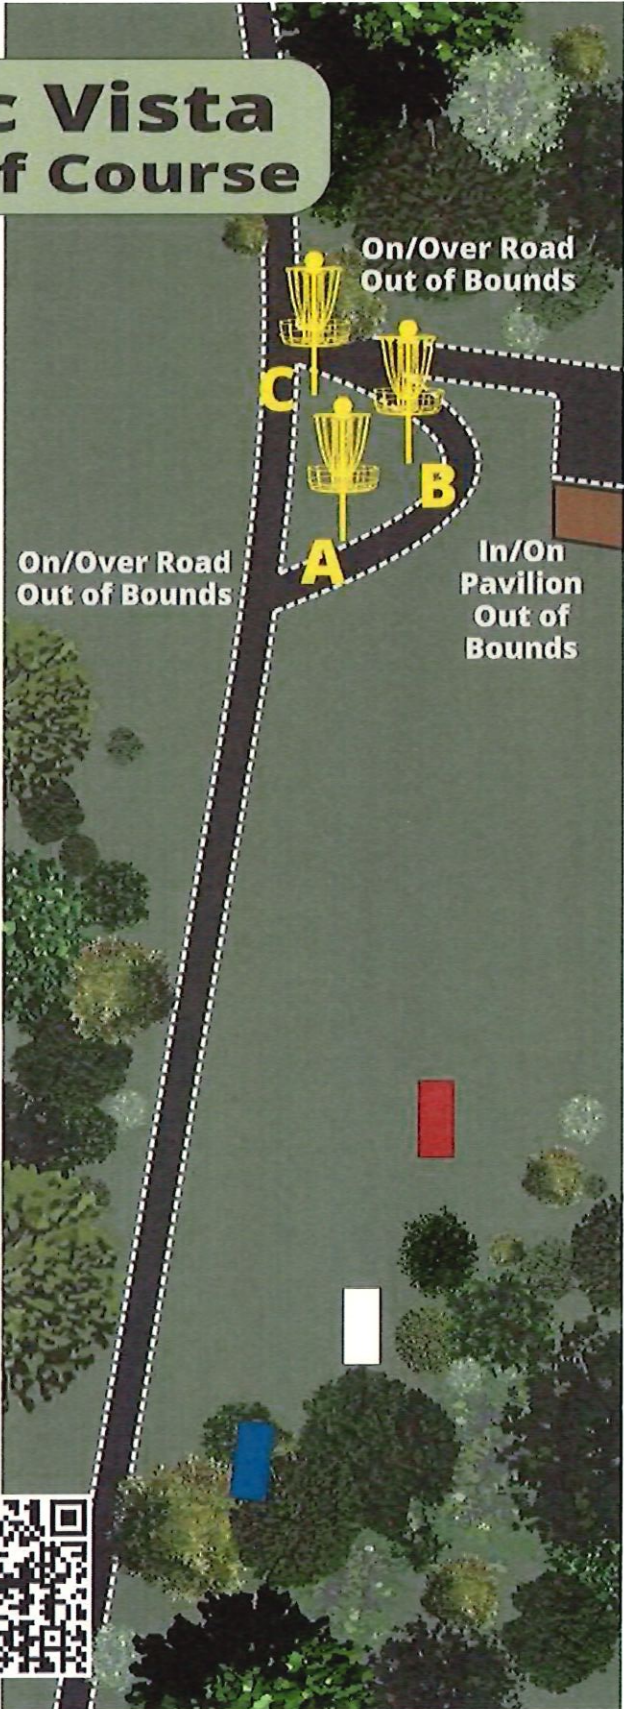 c Vista
f Course
On/Over Road
Out of Bounds
C
B
A
On/Over Road
Out of Bounds
In/On
Pavilion
Out of
Bounds